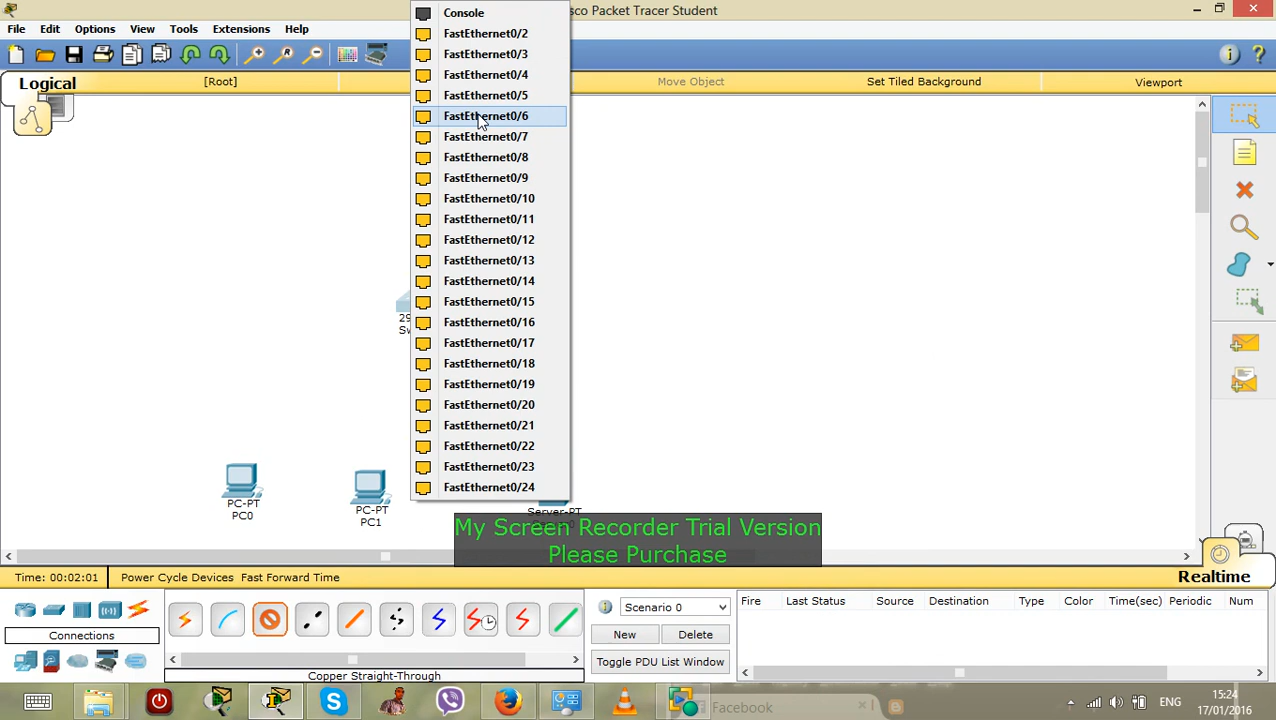 sco Packet Tracer Student
File Edit Options View Tools Extensions Help
Logical
[Root]
Move Object
Set Tiled Background
Viewport
Console
FastEthernet0/2
FastEthernet0/3
FastEthernet0/4
FastEthernet0/5
FastEthernet0/6
FastEthernet0/7
FastEthernet0/8
FastEthernet0/9
FastEthernet0/10
FastEthernet0/11
FastEthernet0/12
FastEthernet0/13
FastEthernet0/14
FastEthernet0/15
FastEthernet0/16
FastEthernet0/17
FastEthernet0/18
FastEthernet0/19
FastEthernet0/20
FastEthernet0/21
FastEthernet0/22
FastEthernet0/23
FastEthernet0/24
29
Sw
PC-PT
PC0
PC-PT
PC1
Server-PT
My Screen Recorder Trial Version
Please Purchase
Time: 00:02:01 Power Cycle Devices Fast Forward Time
Realtime
Connections
Copper Straight-Through
Scenario 0
New Delete
Toggle PDU List Window
Fire Last Status Source Destination Type Color Time(sec) Periodic Num
Facebook
ENG
15:24
17/01/2016